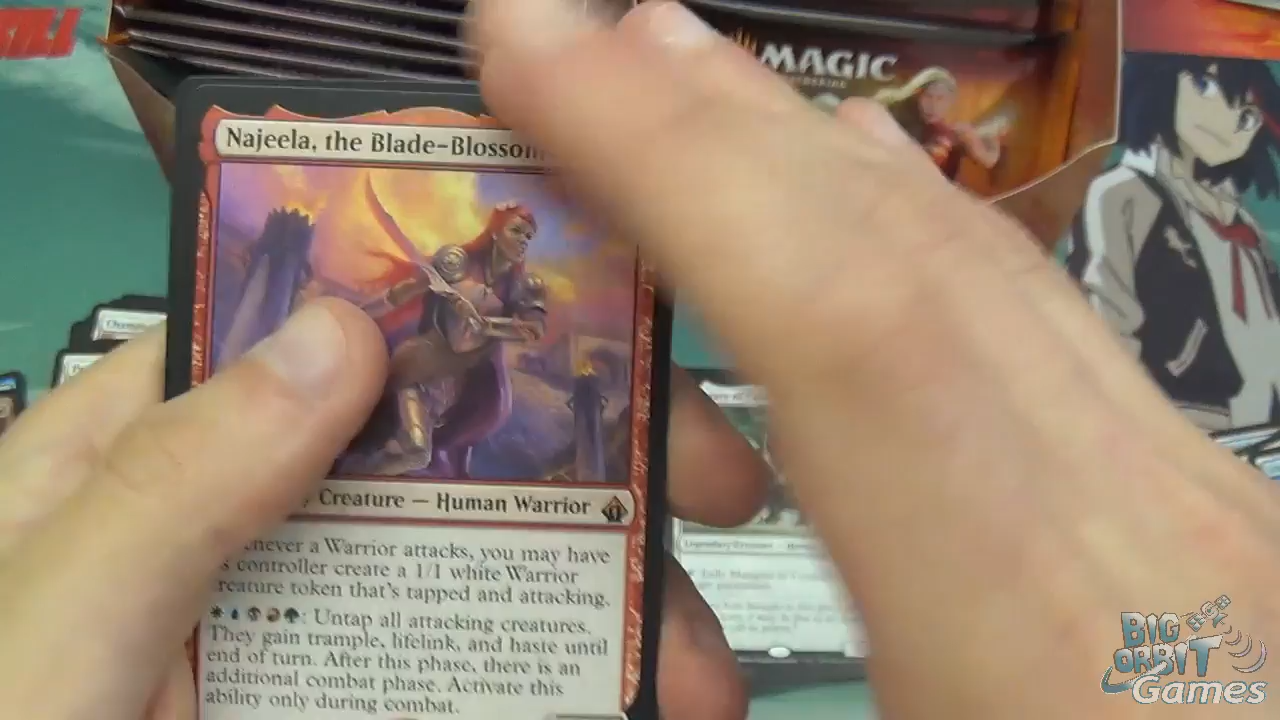 MAGIC
Najeela, the Blade-Blossom
Creature — Human Warrior
a Warrior attacks, you may have
controller create a 1/1 white Warrior
creature token that's tapped and attacking.
: Untap all attacking creatures.
They gain trample, lifelink, and haste until
end of turn. After this phase, there is an
additional combat phase. Activate this
ability only during combat.
Legendary Creature
BIG
ORBIT
Games